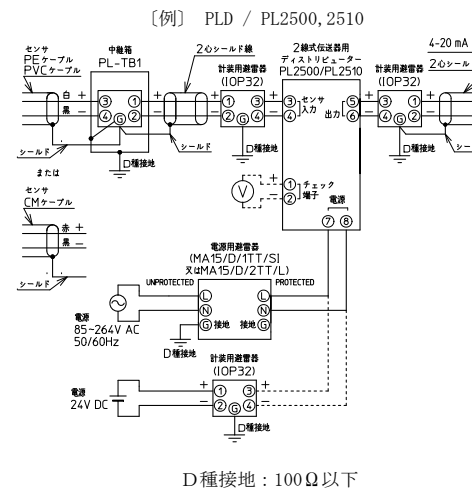 ［例］ PLD / PL2500,2510
センサ
PEケーブル
PVCケーブル
中継箱
PL-TB1
2心シールド線
計装用避雷器
(IOP32)
2線式伝送器用
ディストリビューター
PL2500/PL2510
計装用避雷器
(IOP32)
4-20 mA
2心シール
白 + ③ ① + + ① ③ + ③ センサ ⑤ + + ① ③ +
黒 − ④ Ⓖ ② − − ② Ⓖ ④ − ④ 入力 出力 ⑥ − − ② Ⓖ ④ −
シールド
シールド
D種接地
D種接地
D種接地
シールド
または
センサ
CMケーブル
赤 +
黒 −
シールド
V + ① チェック
− ② 端子
電源
⑦ ⑧
電源用避雷器
(MA15/D/1TT/S)
又はMA15/D/2TT/L)
UNPROTECTED
PROTECTED
Ⓛ Ⓛ
Ⓝ Ⓝ
Ⓖ 接地 接地 Ⓖ
電源
85~264V AC
50/60Hz
D種接地
計装用避雷器
(IOP32)
電源
24V DC
+ ① ③ +
− ② Ⓖ ④ −
D種接地
D種接地：100Ω以下